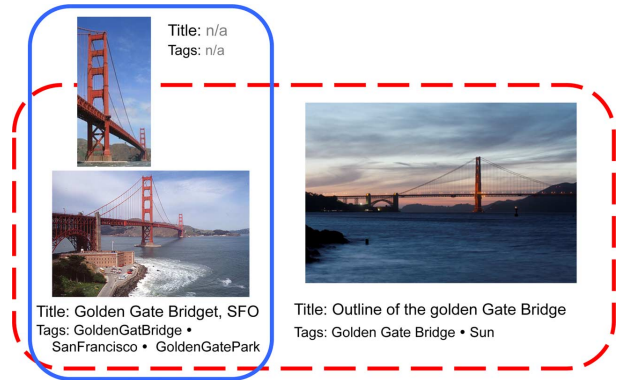 Title: n/a
Tags: n/a
Title: Golden Gate Bridget, SFO
Tags: GoldenGatBridge •
SanFrancisco • GoldenGatePark
Title: Outline of the golden Gate Bridge
Tags: Golden Gate Bridge • Sun